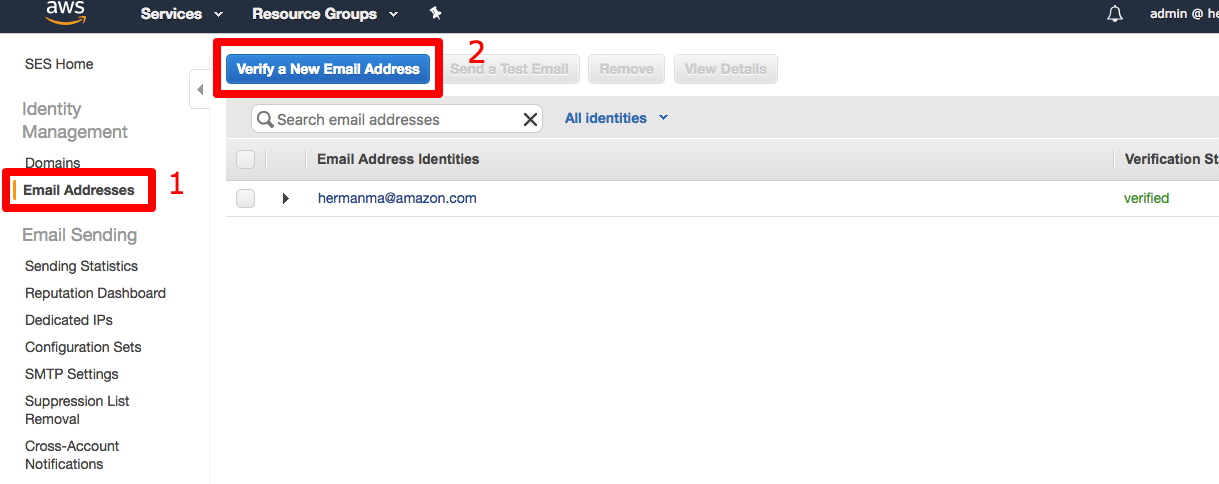 aws
Services
Resource Groups
admin @ he
SES Home
Identity
Management
Domains
Email Addresses
1
Email Sending
Sending Statistics
Reputation Dashboard
Dedicated IPs
Configuration Sets
SMTP Settings
Suppression List
Removal
Cross-Account
Notifications
Verify a New Email Address
2
Send a Test Email
Remove
View Details
Search email addresses
All identities
Email Address Identities
Verification St
hermanma@amazon.com
verified